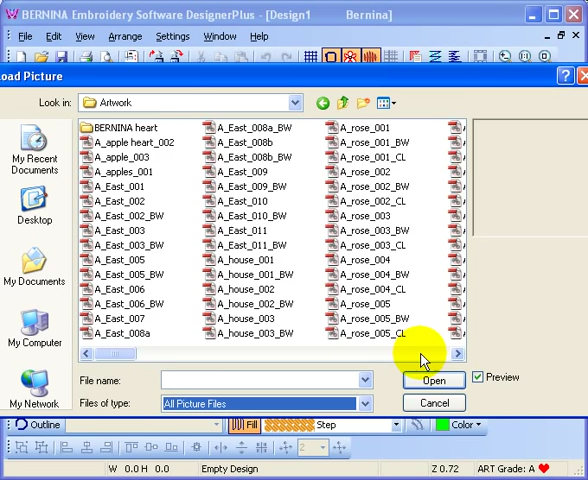 BERNINA Embroidery Software DesignerPlus - [Design1 Bernina]
File Edit View Arrange Settings Window Help
oad Picture
Look in: Artwork
My Recent Documents
Desktop
My Documents
My Computer
My Network
BERNINA heart
A_apple heart_002
A_apple_003
A_apples_001
A_East_001
A_East_002
A_East_002_BW
A_East_003
A_East_003_BW
A_East_005
A_East_005_BW
A_East_006
A_East_006_BW
A_East_007
A_East_008a
A_East_008a_BW
A_East_008b
A_East_008b_BW
A_East_009
A_East_009_BW
A_East_010
A_East_010_BW
A_East_011
A_East_011_BW
A_house_001
A_house_001_BW
A_house_002
A_house_002_BW
A_house_003
A_house_003_BW
A_rose_001
A_rose_001_BW
A_rose_001_CL
A_rose_002
A_rose_002_BW
A_rose_002_CL
A_rose_003
A_rose_003_BW
A_rose_003_CL
A_rose_004
A_rose_004_BW
A_rose_004_CL
A_rose_005
A_rose_005_BW
A_rose_005_CL
File name: Open Preview
Files of type: All Picture Files Cancel
Outline Fill Step Color
2
W 0.0 H 0.0 Empty Design Z 0.72 ART Grade: A